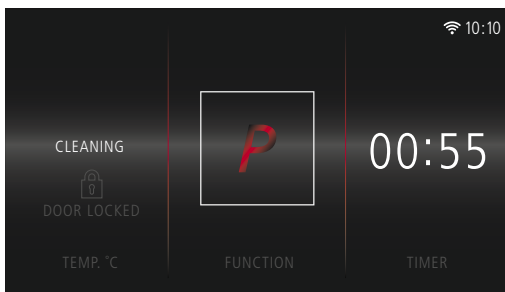 10:10
CLEANING
P
00:55
DOOR LOCKED
TEMP. °C
FUNCTION
TIMER